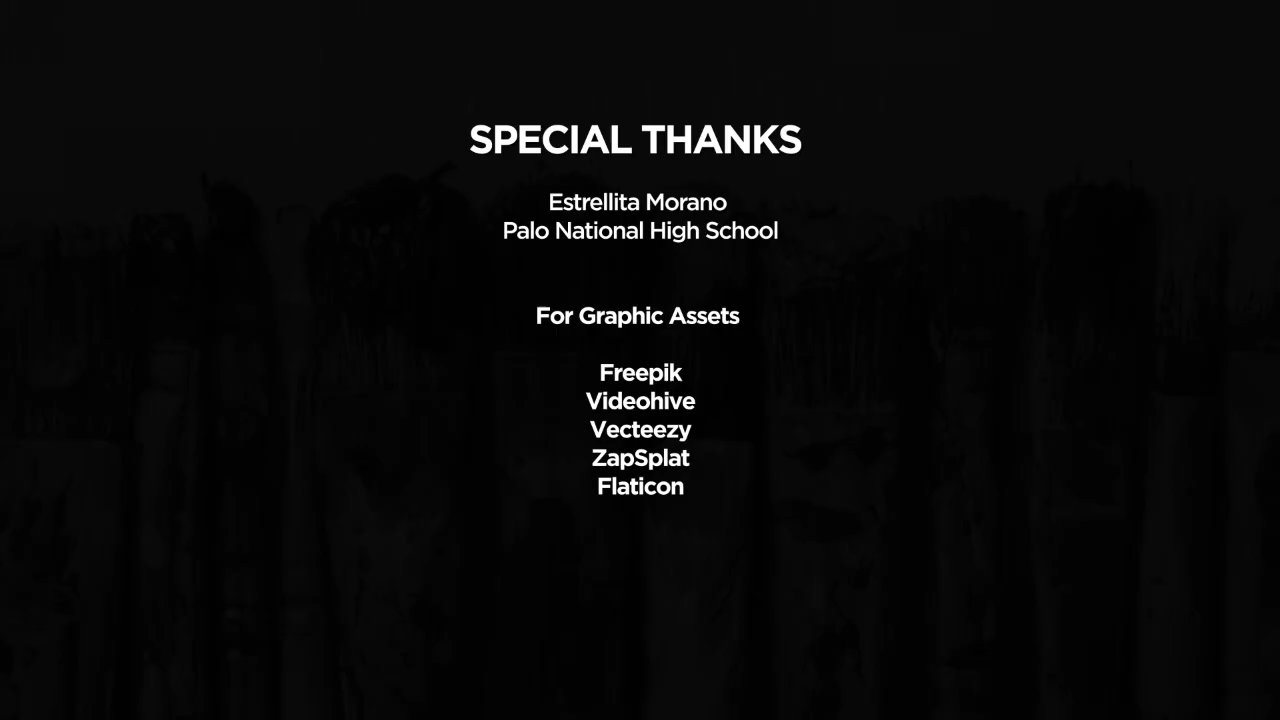 SPECIAL THANKS
Estrellita Morano
Palo National High School
For Graphic Assets
Freepik
Videohive
Vecteezy
ZapSplat
Flaticon